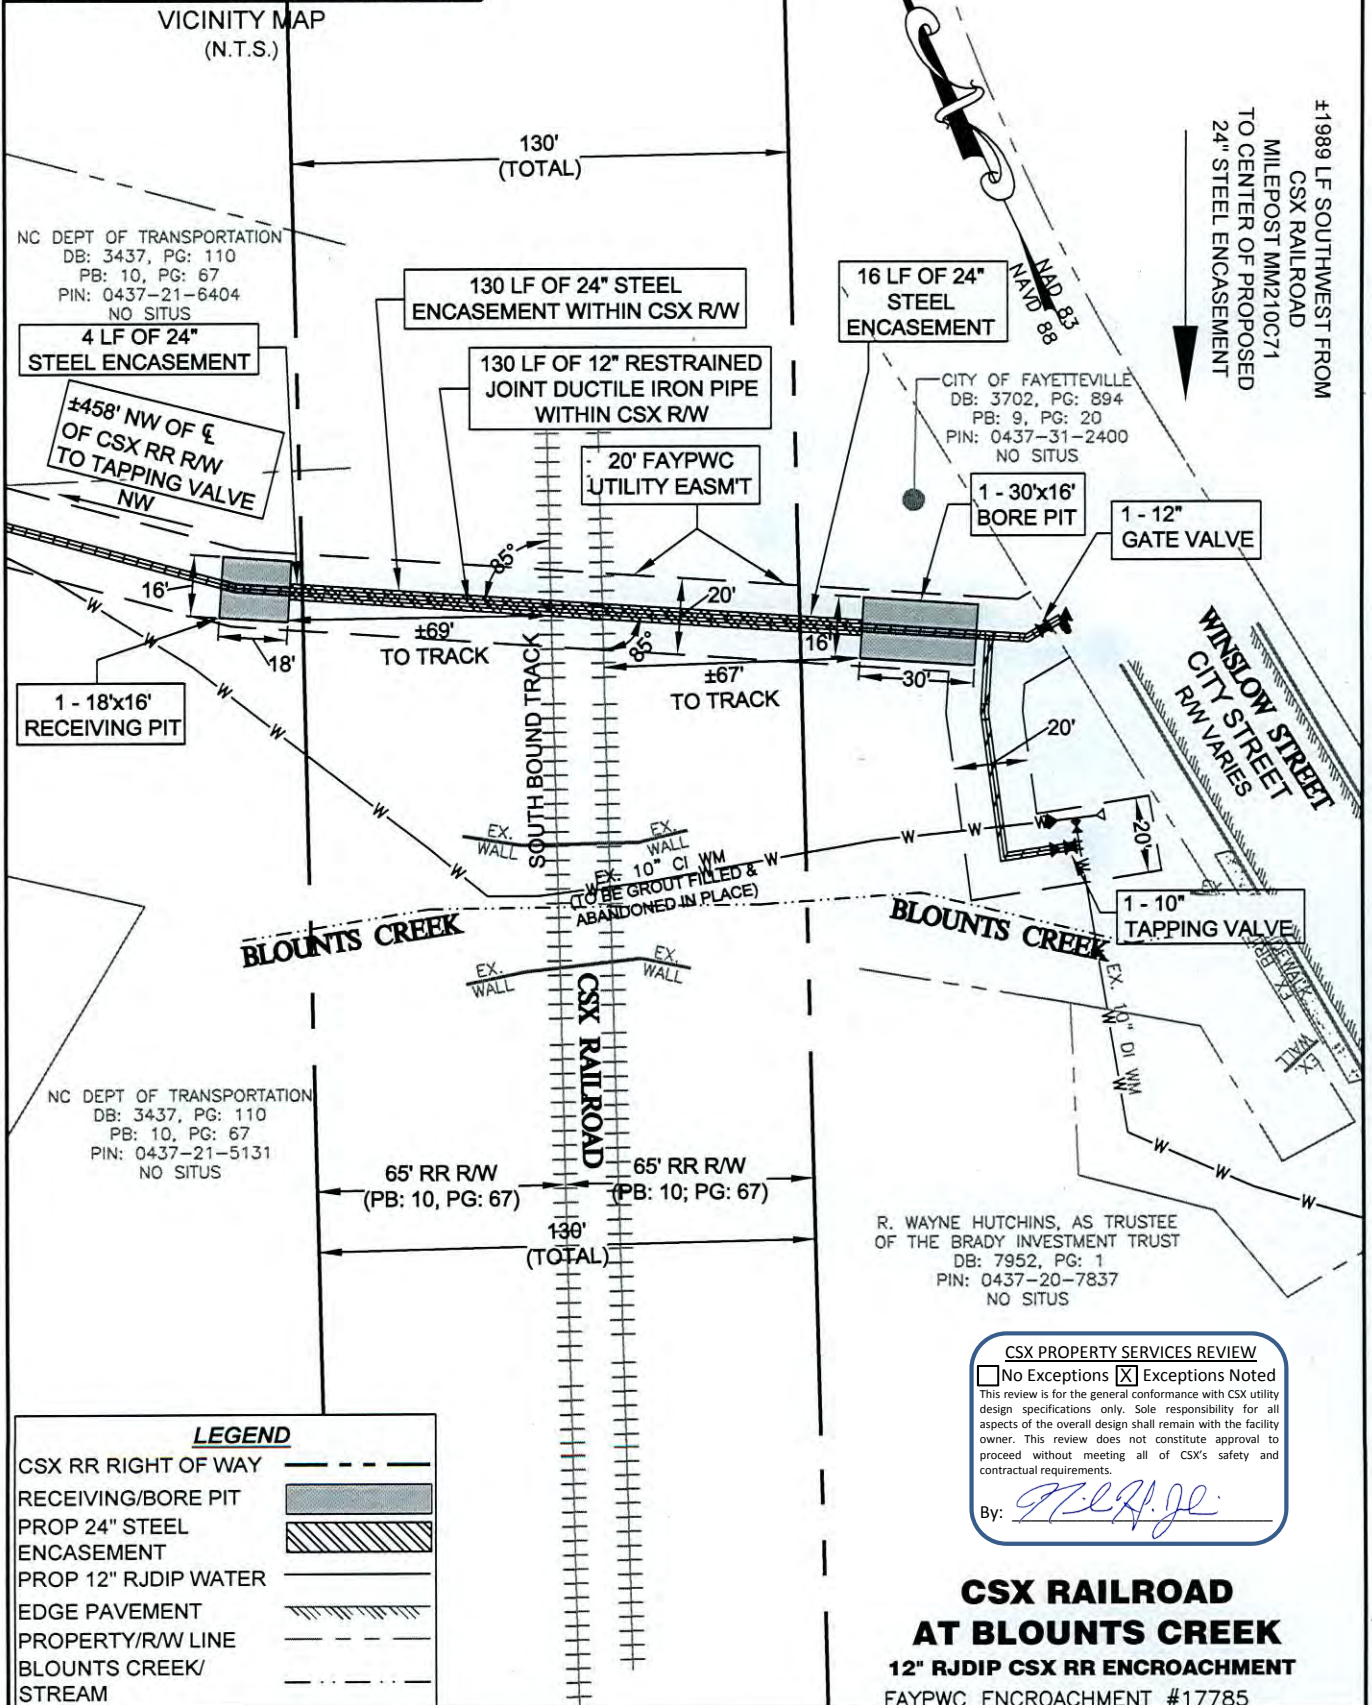 VICINITY MAP
(N.T.S.)
130'
(TOTAL)
±1989 LF SOUTHWEST FROM
CSX RAILROAD
MILEPOST MM210C71
TO CENTER OF PROPOSED
24" STEEL ENCASEMENT
NAD 83
NAVD 88
NC DEPT OF TRANSPORTATION
DB: 3437, PG: 110
PB: 10, PG: 67
PIN: 0437-21-6404
NO SITUS
4 LF OF 24"
STEEL ENCASEMENT
130 LF OF 24" STEEL
ENCASEMENT WITHIN CSX R/W
16 LF OF 24"
STEEL
ENCASEMENT
130 LF OF 12" RESTRAINED
JOINT DUCTILE IRON PIPE
WITHIN CSX R/W
CITY OF FAYETTEVILLE
DB: 3702, PG: 894
PB: 9, PG: 20
PIN: 0437-31-2400
NO SITUS
±458' NW OF ℄
OF CSX RR R/W
TO TAPPING VALVE
NW
20' FAYPWC
UTILITY EASM'T
1 - 30'x16'
BORE PIT
1 - 12"
GATE VALVE
85°
16'
20'
18'
±69'
TO TRACK
85°
16'
±67'
TO TRACK
30'
1 - 18'x16'
RECEIVING PIT
SOUTH BOUND TRACK
WINSLOW STREET
CITY STREET
R/W VARIES
20'
W
W
W
W
W
W
W
W
W
W
20'
EX.
WALL
EX.
WALL
EX. 10" CI WM
(TO BE GROUT FILLED &
ABANDONED IN PLACE)
W
1 - 10"
TAPPING VALVE
BLOUNTS CREEK
BLOUNTS CREEK
EX.
WALL
EX.
WALL
CSX RAILROAD
EX. 10" DI WM
W
W
W
W
W
EX
WALL
NC DEPT OF TRANSPORTATION
DB: 3437, PG: 110
PB: 10, PG: 67
PIN: 0437-21-5131
NO SITUS
65' RR R/W
(PB: 10, PG: 67)
65' RR R/W
(PB: 10; PG: 67)
130'
(TOTAL)
R. WAYNE HUTCHINS, AS TRUSTEE
OF THE BRADY INVESTMENT TRUST
DB: 7952, PG: 1
PIN: 0437-20-7837
NO SITUS
CSX PROPERTY SERVICES REVIEW
No Exceptions X Exceptions Noted
This review is for the general conformance with CSX utility
design specifications only. Sole responsibility for all
aspects of the overall design shall remain with the facility
owner. This review does not constitute approval to
proceed without meeting all of CSX's safety and
contractual requirements.
By:
LEGEND
CSX RR RIGHT OF WAY
RECEIVING/BORE PIT
PROP 24" STEEL
ENCASEMENT
PROP 12" RJDIP WATER
EDGE PAVEMENT
PROPERTY/R/W LINE
BLOUNTS CREEK/
STREAM
CSX RAILROAD
AT BLOUNTS CREEK
12" RJDIP CSX RR ENCROACHMENT
FAYPWC ENCROACHMENT #17785